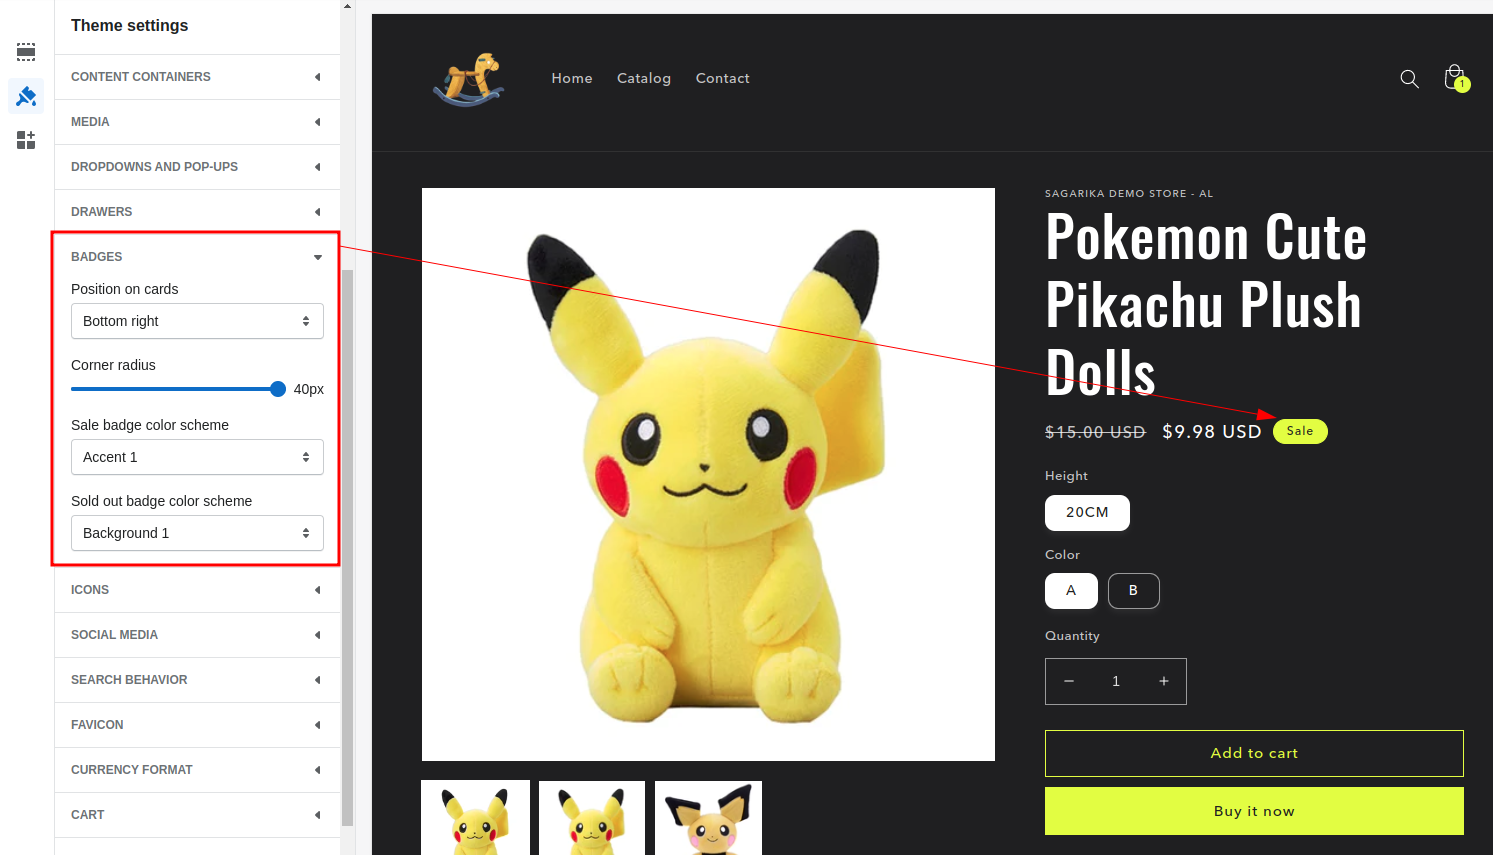 Theme settings
CONTENT CONTAINERS
MEDIA
DROPDOWNS AND POP-UPS
DRAWERS
BADGES
Position on cards
Bottom right
Corner radius
40px
Sale badge color scheme
Accent 1
Sold out badge color scheme
Background 1
ICONS
SOCIAL MEDIA
SEARCH BEHAVIOR
FAVICON
CURRENCY FORMAT
CART
Home Catalog Contact
1
SAGARIKA DEMO STORE - AL
Pokemon Cute
Pikachu Plush
Dolls
$15.00 USD $9.98 USD Sale
Height
20CM
Color
A B
Quantity
− 1 +
Add to cart
Buy it now